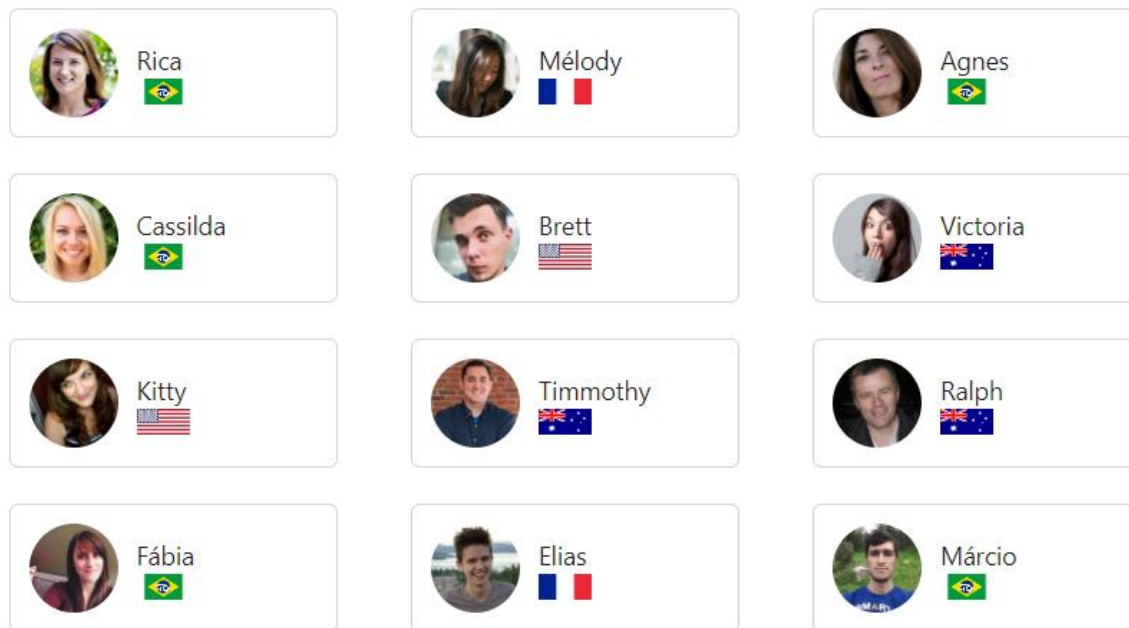 Rica
Mélody
Agnes
Cassilda
Brett
Victoria
Kitty
Timmothy
Ralph
Fábia
Elias
Márcio